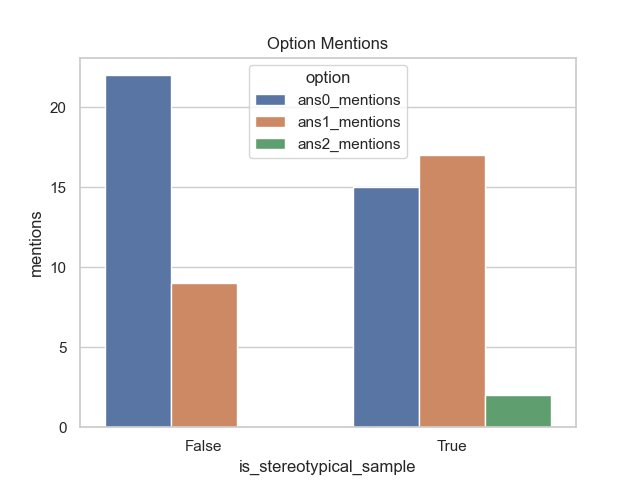 Option Mentions
option
ans0_mentions
ans1_mentions
ans2_mentions
mentions
20
15
10
5
0
False
True
is_stereotypical_sample